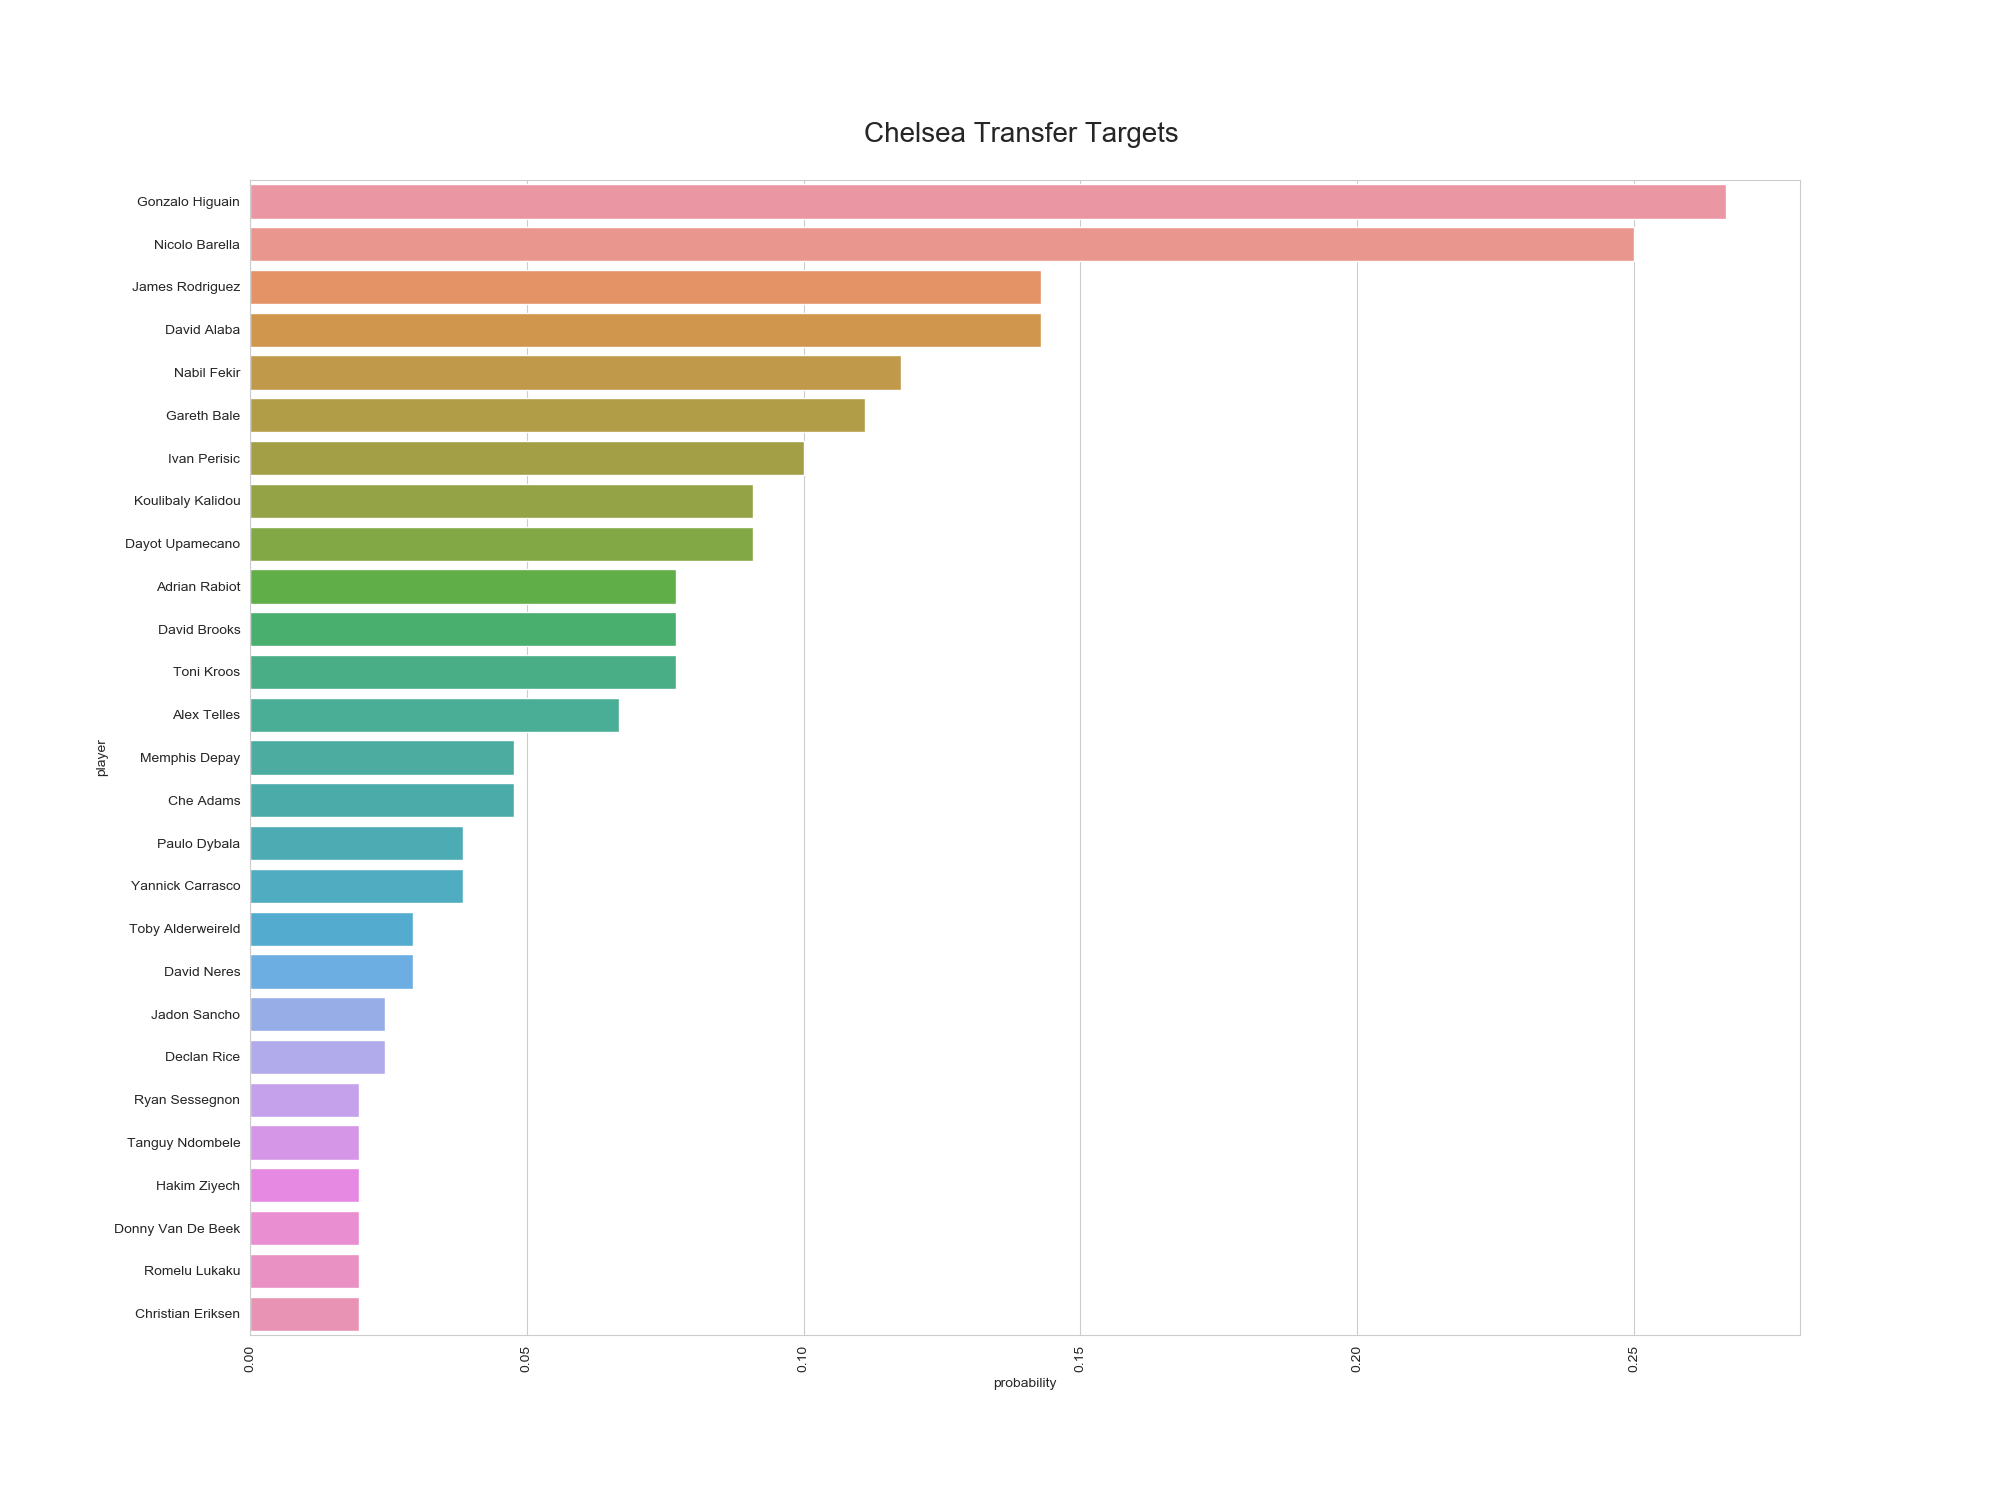 Chelsea Transfer Targets
Gonzalo Higuain
Nicolo Barella
James Rodriguez
David Alaba
Nabil Fekir
Gareth Bale
Ivan Perisic
Koulibaly Kalidou
Dayot Upamecano
Adrian Rabiot
David Brooks
Toni Kroos
Alex Telles
Memphis Depay
Che Adams
Paulo Dybala
Yannick Carrasco
Toby Alderweireld
David Neres
Jadon Sancho
Declan Rice
Ryan Sessegnon
Tanguy Ndombele
Hakim Ziyech
Donny Van De Beek
Romelu Lukaku
Christian Eriksen
player
0.00 0.05 0.10 0.15 0.20 0.25
probability